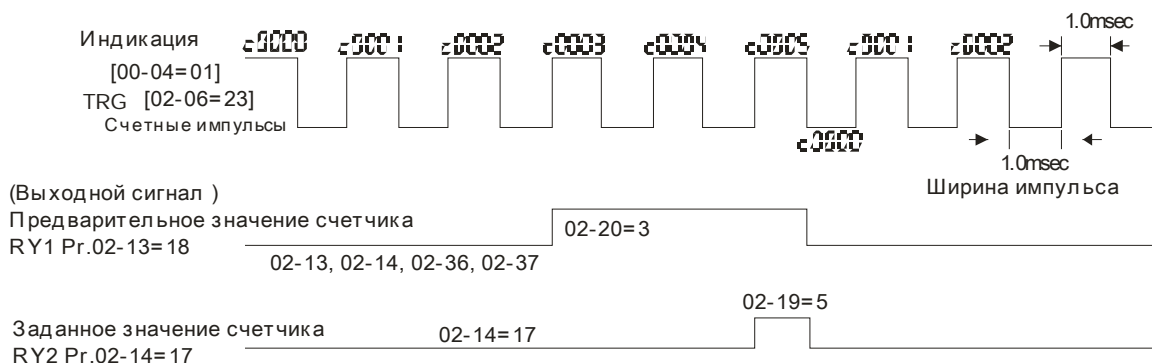 1.0msec
Индикация c0000 c0001 c0002 c0003 c0004 c0005 c0001 c0002
[00-04=01]
TRG [02-06=23]
Счетные импульсы
c0000
1.0msec
Ширина импульса
(Выходной сигнал )
Предварительное значение счетчика
RY1 Pr.02-13=18
02-20=3
02-13, 02-14, 02-36, 02-37
02-19=5
Заданное значение счетчика
02-14=17
RY2 Pr.02-14=17